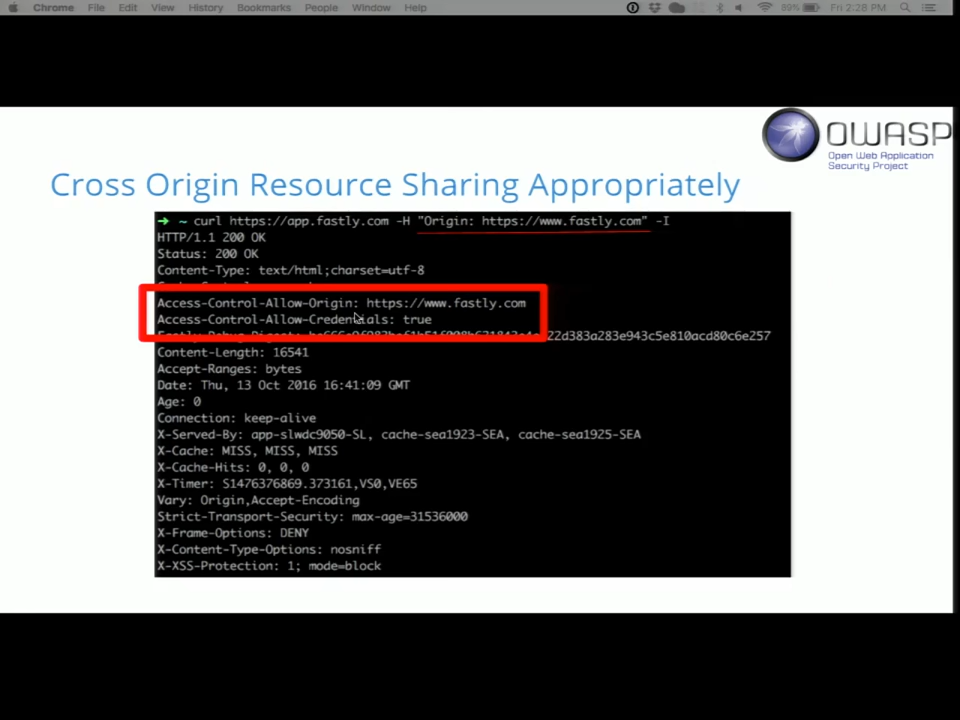 Chrome File Edit View History Bookmarks People Window Help 89% Fri 2:28 PM
OWASP
Open Web Application
Security Project
Cross Origin Resource Sharing Appropriately
➜ ~ curl https://app.fastly.com -H "Origin: https://www.fastly.com" -I
HTTP/1.1 200 OK
Status: 200 OK
Content-Type: text/html;charset=utf-8
Access-Control-Allow-Origin: https://www.fastly.com
Access-Control-Allow-Credentials: true
Content-Length: 16541
Accept-Ranges: bytes
Date: Thu, 13 Oct 2016 16:41:09 GMT
Age: 0
Connection: keep-alive
X-Served-By: app-slwdc9050-SL, cache-sea1923-SEA, cache-sea1925-SEA
X-Cache: MISS, MISS, MISS
X-Cache-Hits: 0, 0, 0
X-Timer: S1476376869.373161,VS0,VE65
Vary: Origin,Accept-Encoding
Strict-Transport-Security: max-age=31536000
X-Frame-Options: DENY
X-Content-Type-Options: nosniff
X-XSS-Protection: 1; mode=block